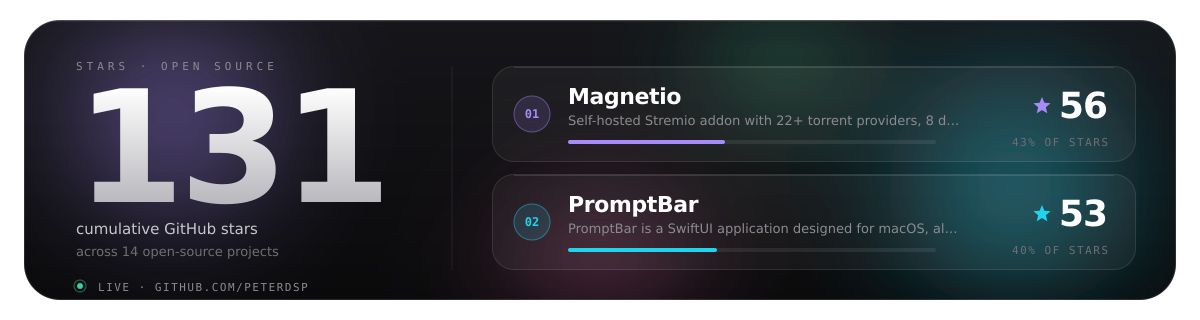 STARS · OPEN SOURCE
131
cumulative GitHub stars
across 14 open-source projects
LIVE · GITHUB.COM/PETERDSP
01
Magnetio
Self-hosted Stremio addon with 22+ torrent providers, 8 d...
56
43% OF STARS
02
PromptBar
PromptBar is a SwiftUI application designed for macOS, al...
53
40% OF STARS